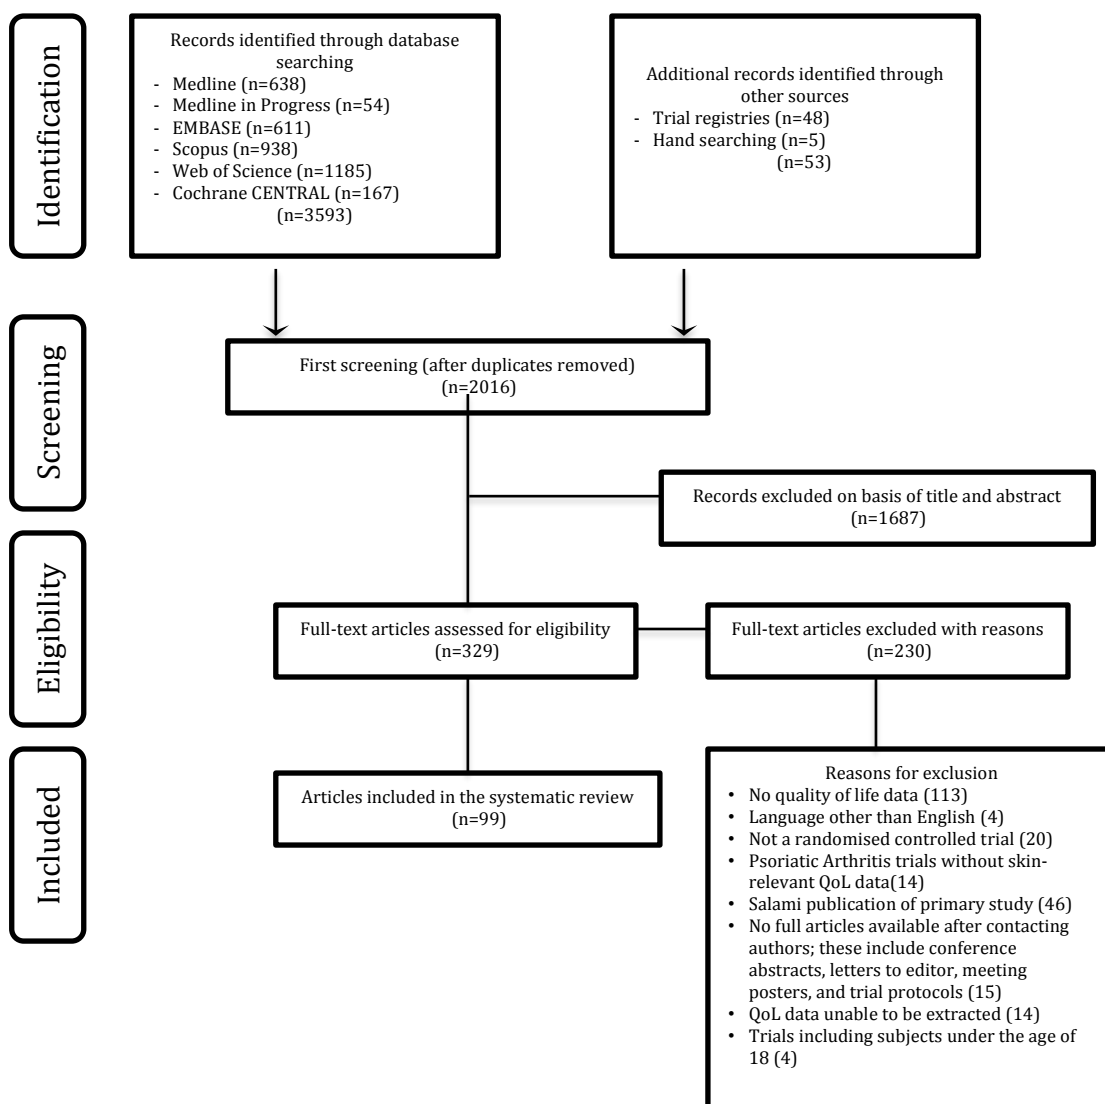 Identification
Records identified through database
searching
- Medline (n=638)
- Medline in Progress (n=54)
- EMBASE (n=611)
- Scopus (n=938)
- Web of Science (n=1185)
- Cochrane CENTRAL (n=167)
(n=3593)
Additional records identified through
other sources
- Trial registries (n=48)
- Hand searching (n=5)
(n=53)
Screening
First screening (after duplicates removed)
(n=2016)
Records excluded on basis of title and abstract
(n=1687)
Eligibility
Full-text articles assessed for eligibility
(n=329)
Full-text articles excluded with reasons
(n=230)
Included
Articles included in the systematic review
(n=99)
Reasons for exclusion
• No quality of life data (113)
• Language other than English (4)
• Not a randomised controlled trial (20)
• Psoriatic Arthritis trials without skin-
relevant QoL data(14)
• Salami publication of primary study (46)
• No full articles available after contacting
authors; these include conference
abstracts, letters to editor, meeting
posters, and trial protocols (15)
• QoL data unable to be extracted (14)
• Trials including subjects under the age of
18 (4)